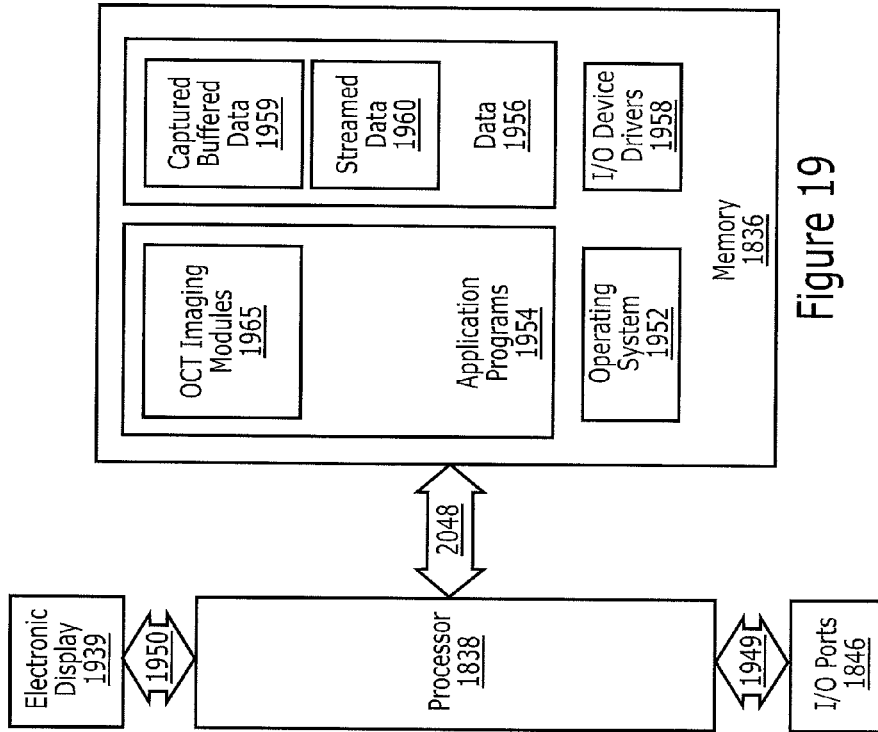 Electronic
Display
1939
1950
Processor
1838
1949
I/O Ports
1846
2048
OCT Imaging
Modules
1965
Application
Programs
1954
Captured
Buffered
Data
1959
Streamed
Data
1960
Data
1956
Operating
System
1952
I/O Device
Drivers
1958
Memory
1836
Figure 19